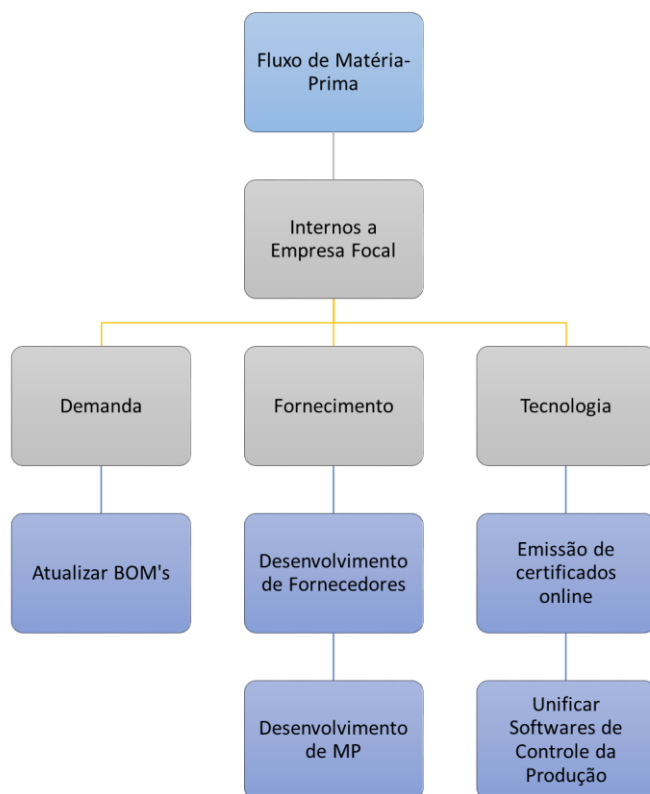 Fluxo de Matéria-
Prima
Internos a
Empresa Focal
Demanda
Fornecimento
Tecnologia
Atualizar BOM's
Desenvolvimento
de Fornecedores
Emissão de
certificados
online
Desenvolvimento
de MP
Unificar
Softwares de
Controle da
Produção